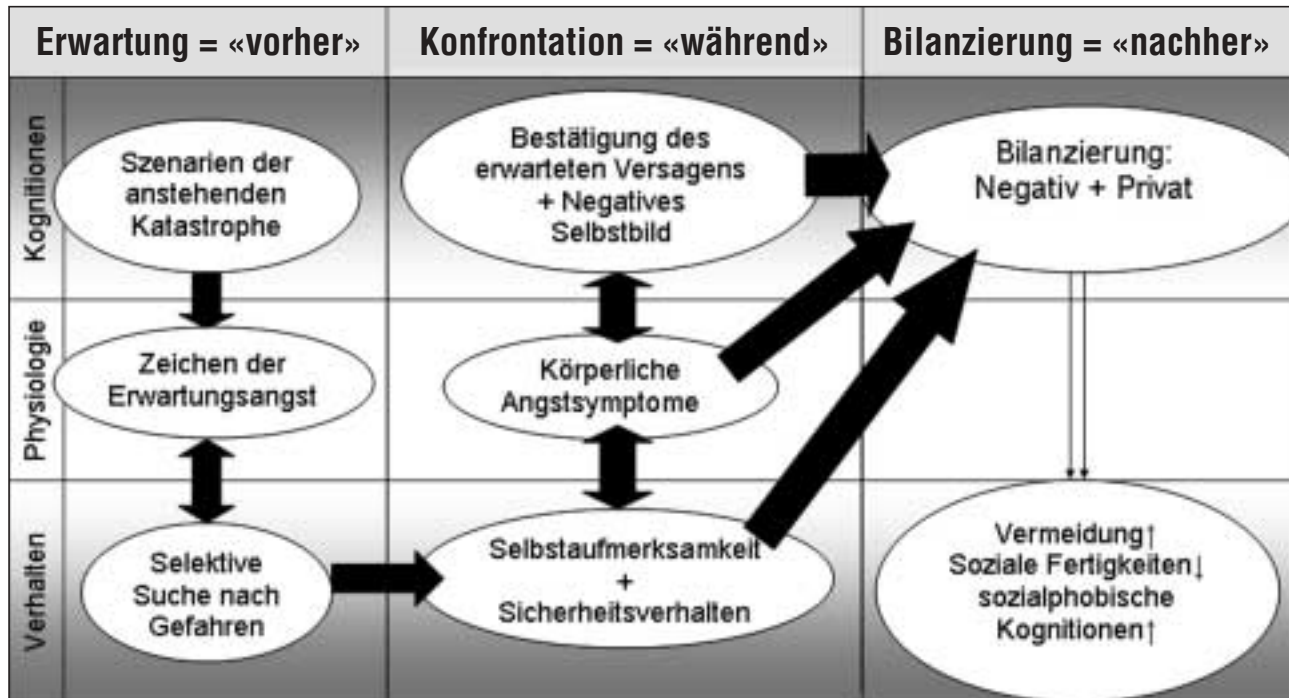 Erwartung = «vorher»
Konfrontation = «während»
Bilanzierung = «nachher»
Kognitionen
Szenarien der
anstehenden
Katastrophe
Bestätigung des
erwarteten Versagens
+ Negatives
Selbstbild
Bilanzierung:
Negativ + Privat
Physiologie
Zeichen der
Erwartungsangst
Körperliche
Angstsymptome
Verhalten
Selektive
Suche nach
Gefahren
Selbstaufmerksamkeit
+
Sicherheitsverhalten
Vermeidung↑
Soziale Fertigkeiten↓
sozialphobische
Kognitionen↑